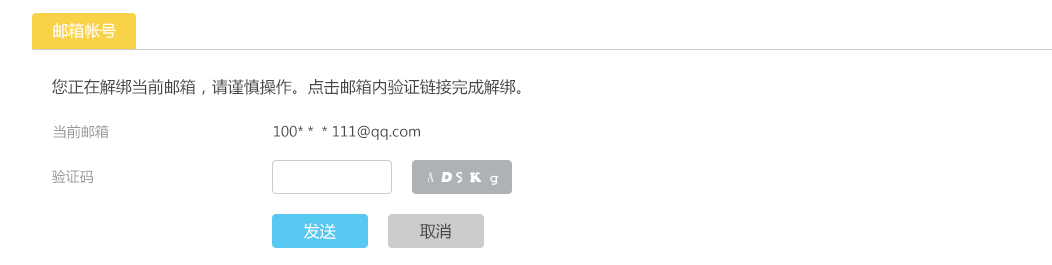 邮箱帐号
您正在解绑当前邮箱，请谨慎操作。点击邮箱内验证链接完成解绑。
当前邮箱 100* * * 111@qq.com
验证码 A D S K g
发送 取消